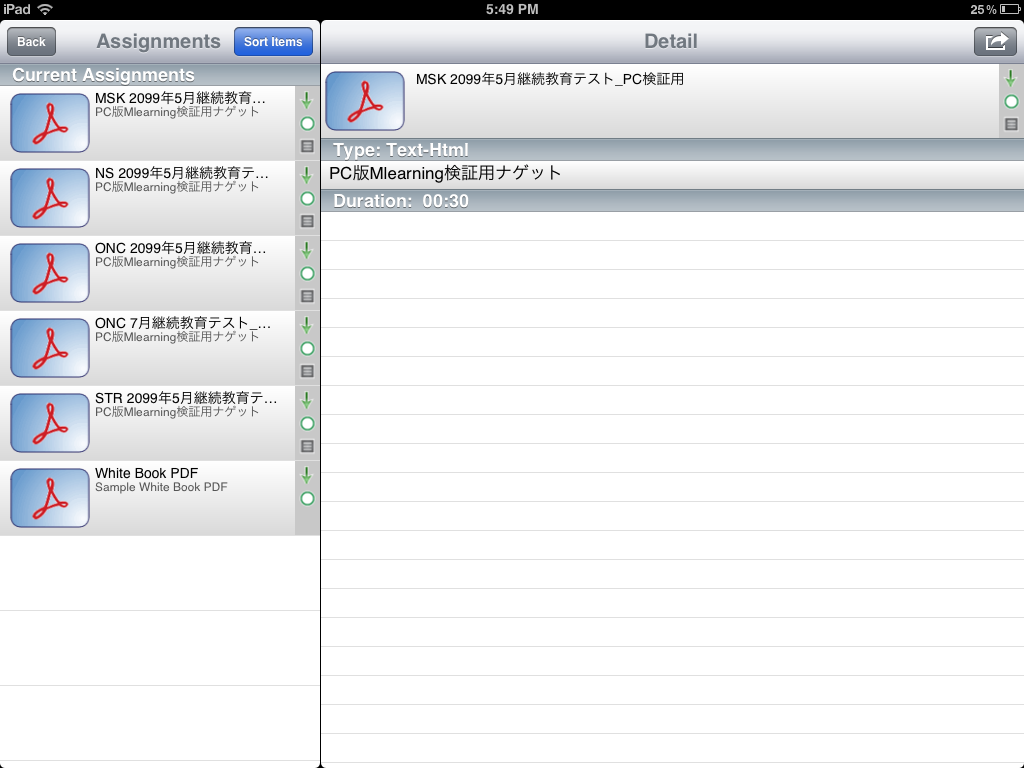 iPad
5:49 PM
25%
Back
Assignments
Sort Items
Current Assignments
MSK 2099年5月継続教育…
PC版Mlearning検証用ナゲット
NS 2099年5月継続教育テ…
PC版Mlearning検証用ナゲット
ONC 2099年5月継続教育…
PC版Mlearning検証用ナゲット
ONC 7月継続教育テスト_…
PC版Mlearning検証用ナゲット
STR 2099年5月継続教育テ…
PC版Mlearning検証用ナゲット
White Book PDF
Sample White Book PDF
Detail
MSK 2099年5月継続教育テスト_PC検証用
Type: Text-Html
PC版Mlearning検証用ナゲット
Duration: 00:30